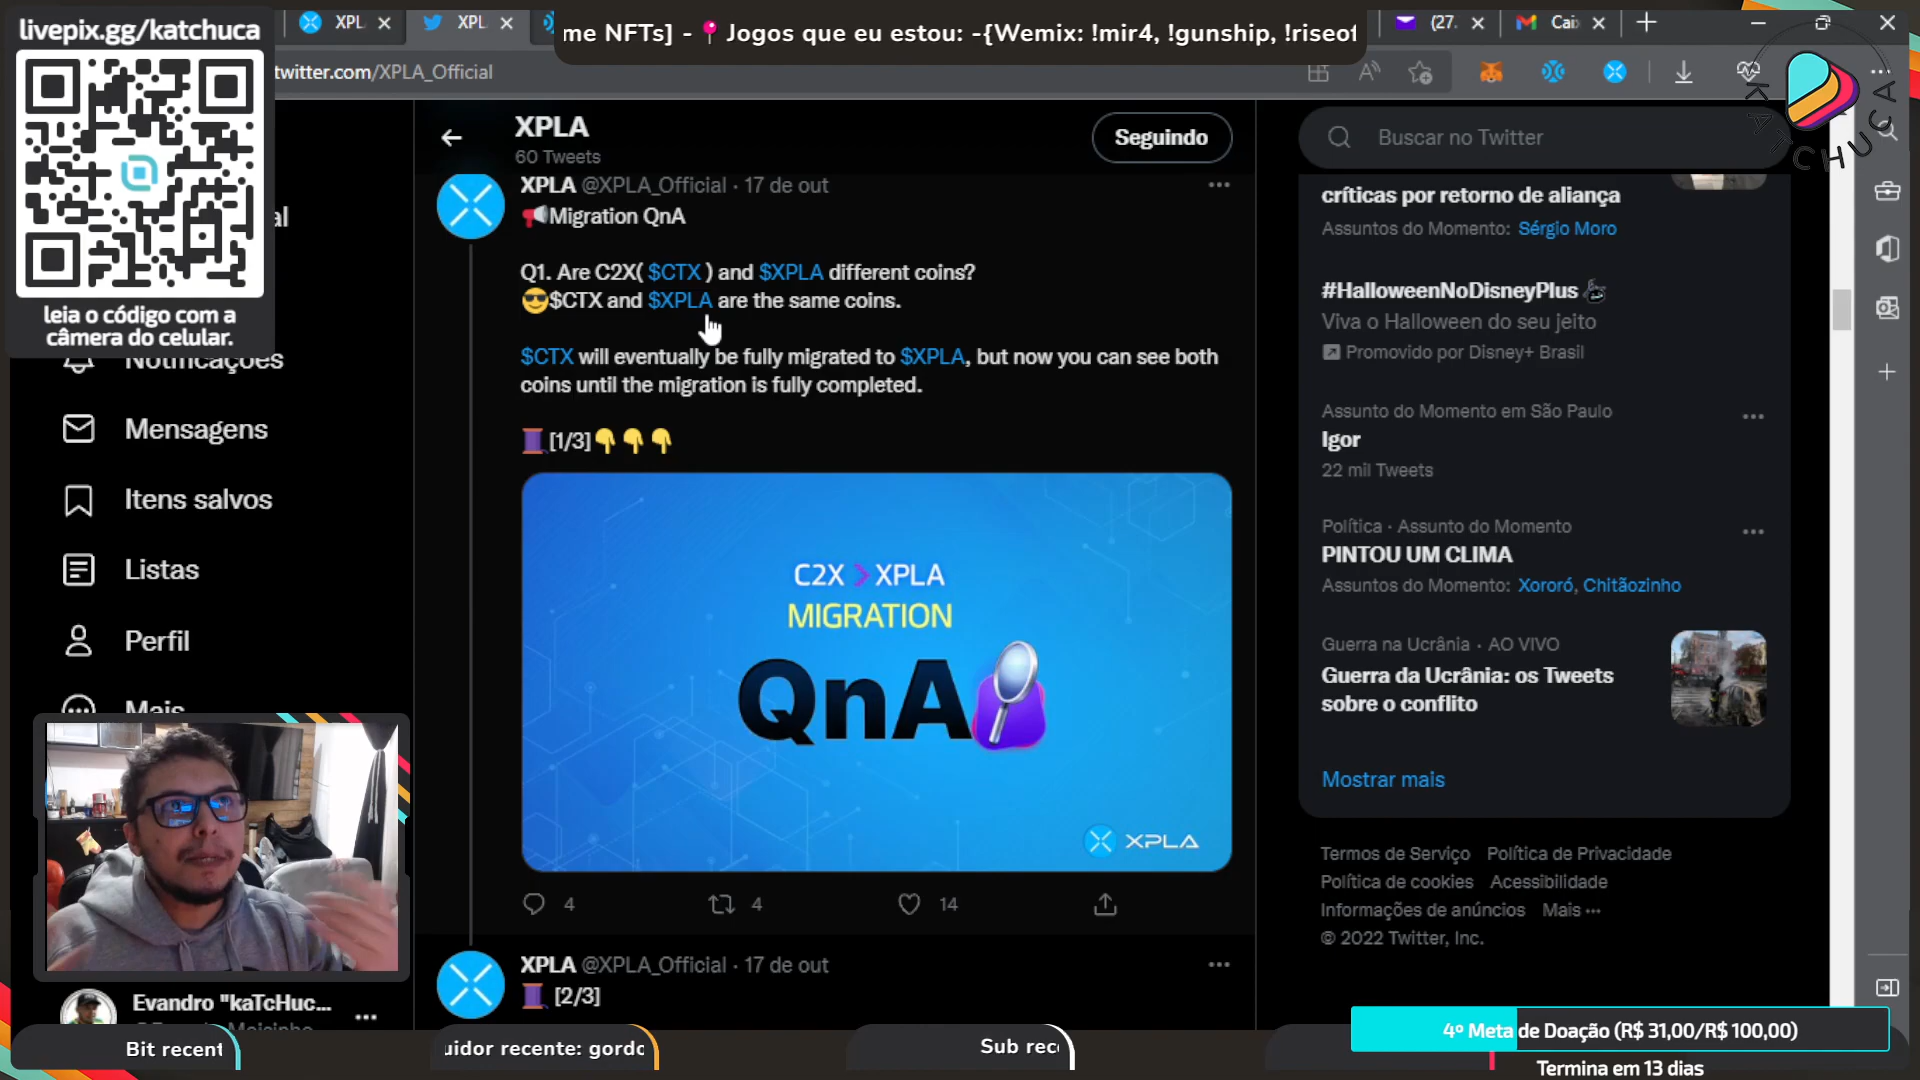 livepix.gg/katchuca
leia o código com a
câmera do celular.
XPL
XPL
me NFTs] - 📍Jogos que eu estou: -{Wemix: !mir4, !gunship, !riseof
(27.
Caix
twitter.com/XPLA_Official
KATCHUCA
XPLA
60 Tweets
Seguindo
Buscar no Twitter
Notificações
Mensagens
Itens salvos
Listas
Perfil
Mais
Evandro "kaTcHuc...
XPLA @XPLA_Official · 17 de out
📢Migration QnA
Q1. Are C2X( $CTX ) and $XPLA different coins?
😎$CTX and $XPLA are the same coins.
$CTX will eventually be fully migrated to $XPLA, but now you can see both
coins until the migration is fully completed.
🧵[1/3]👇👇👇
C2X > XPLA
MIGRATION
QnA
XPLA
4
4
14
XPLA @XPLA_Official · 17 de out
🧵 [2/3]
críticas por retorno de aliança
Assuntos do Momento: Sérgio Moro
#HalloweenNoDisneyPlus
Viva o Halloween do seu jeito
Promovido por Disney+ Brasil
Assunto do Momento em São Paulo
Igor
22 mil Tweets
Política · Assunto do Momento
PINTOU UM CLIMA
Assuntos do Momento: Xororó, Chitãozinho
Guerra na Ucrânia · AO VIVO
Guerra da Ucrânia: os Tweets
sobre o conflito
Mostrar mais
Termos de Serviço Política de Privacidade
Política de cookies Acessibilidade
Informações de anúncios Mais ···
© 2022 Twitter, Inc.
4º Meta de Doação (R$ 31,00/R$ 100,00)
Termina em 13 dias
Bit recent
uidor recente: gordo
Sub rec